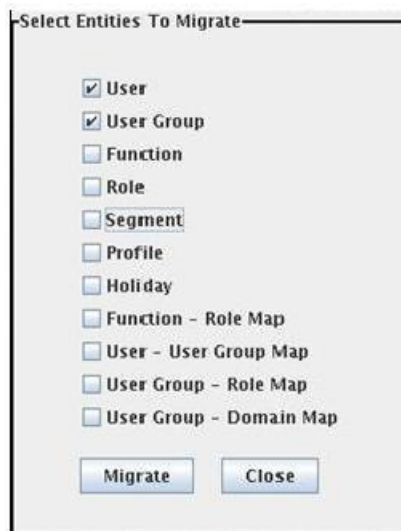 Select Entities To Migrate
User
User Group
Function
Role
Segment
Profile
Holiday
Function - Role Map
User - User Group Map
User Group - Role Map
User Group - Domain Map
Migrate Close